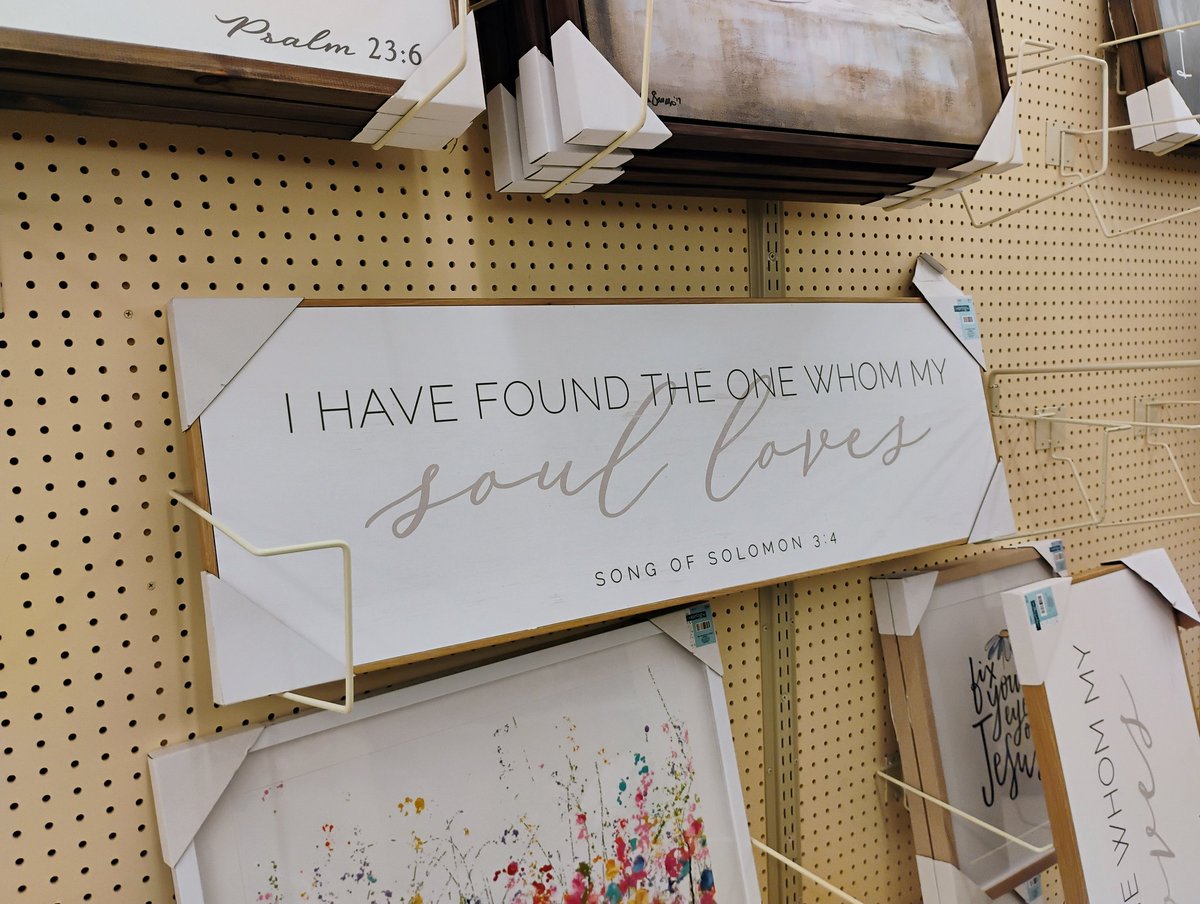 Psalm 23:6
I HAVE FOUND THE ONE WHOM MY
soul loves
SONG OF SOLOMON 3:4
fix
your
Jesus
WHOM MY